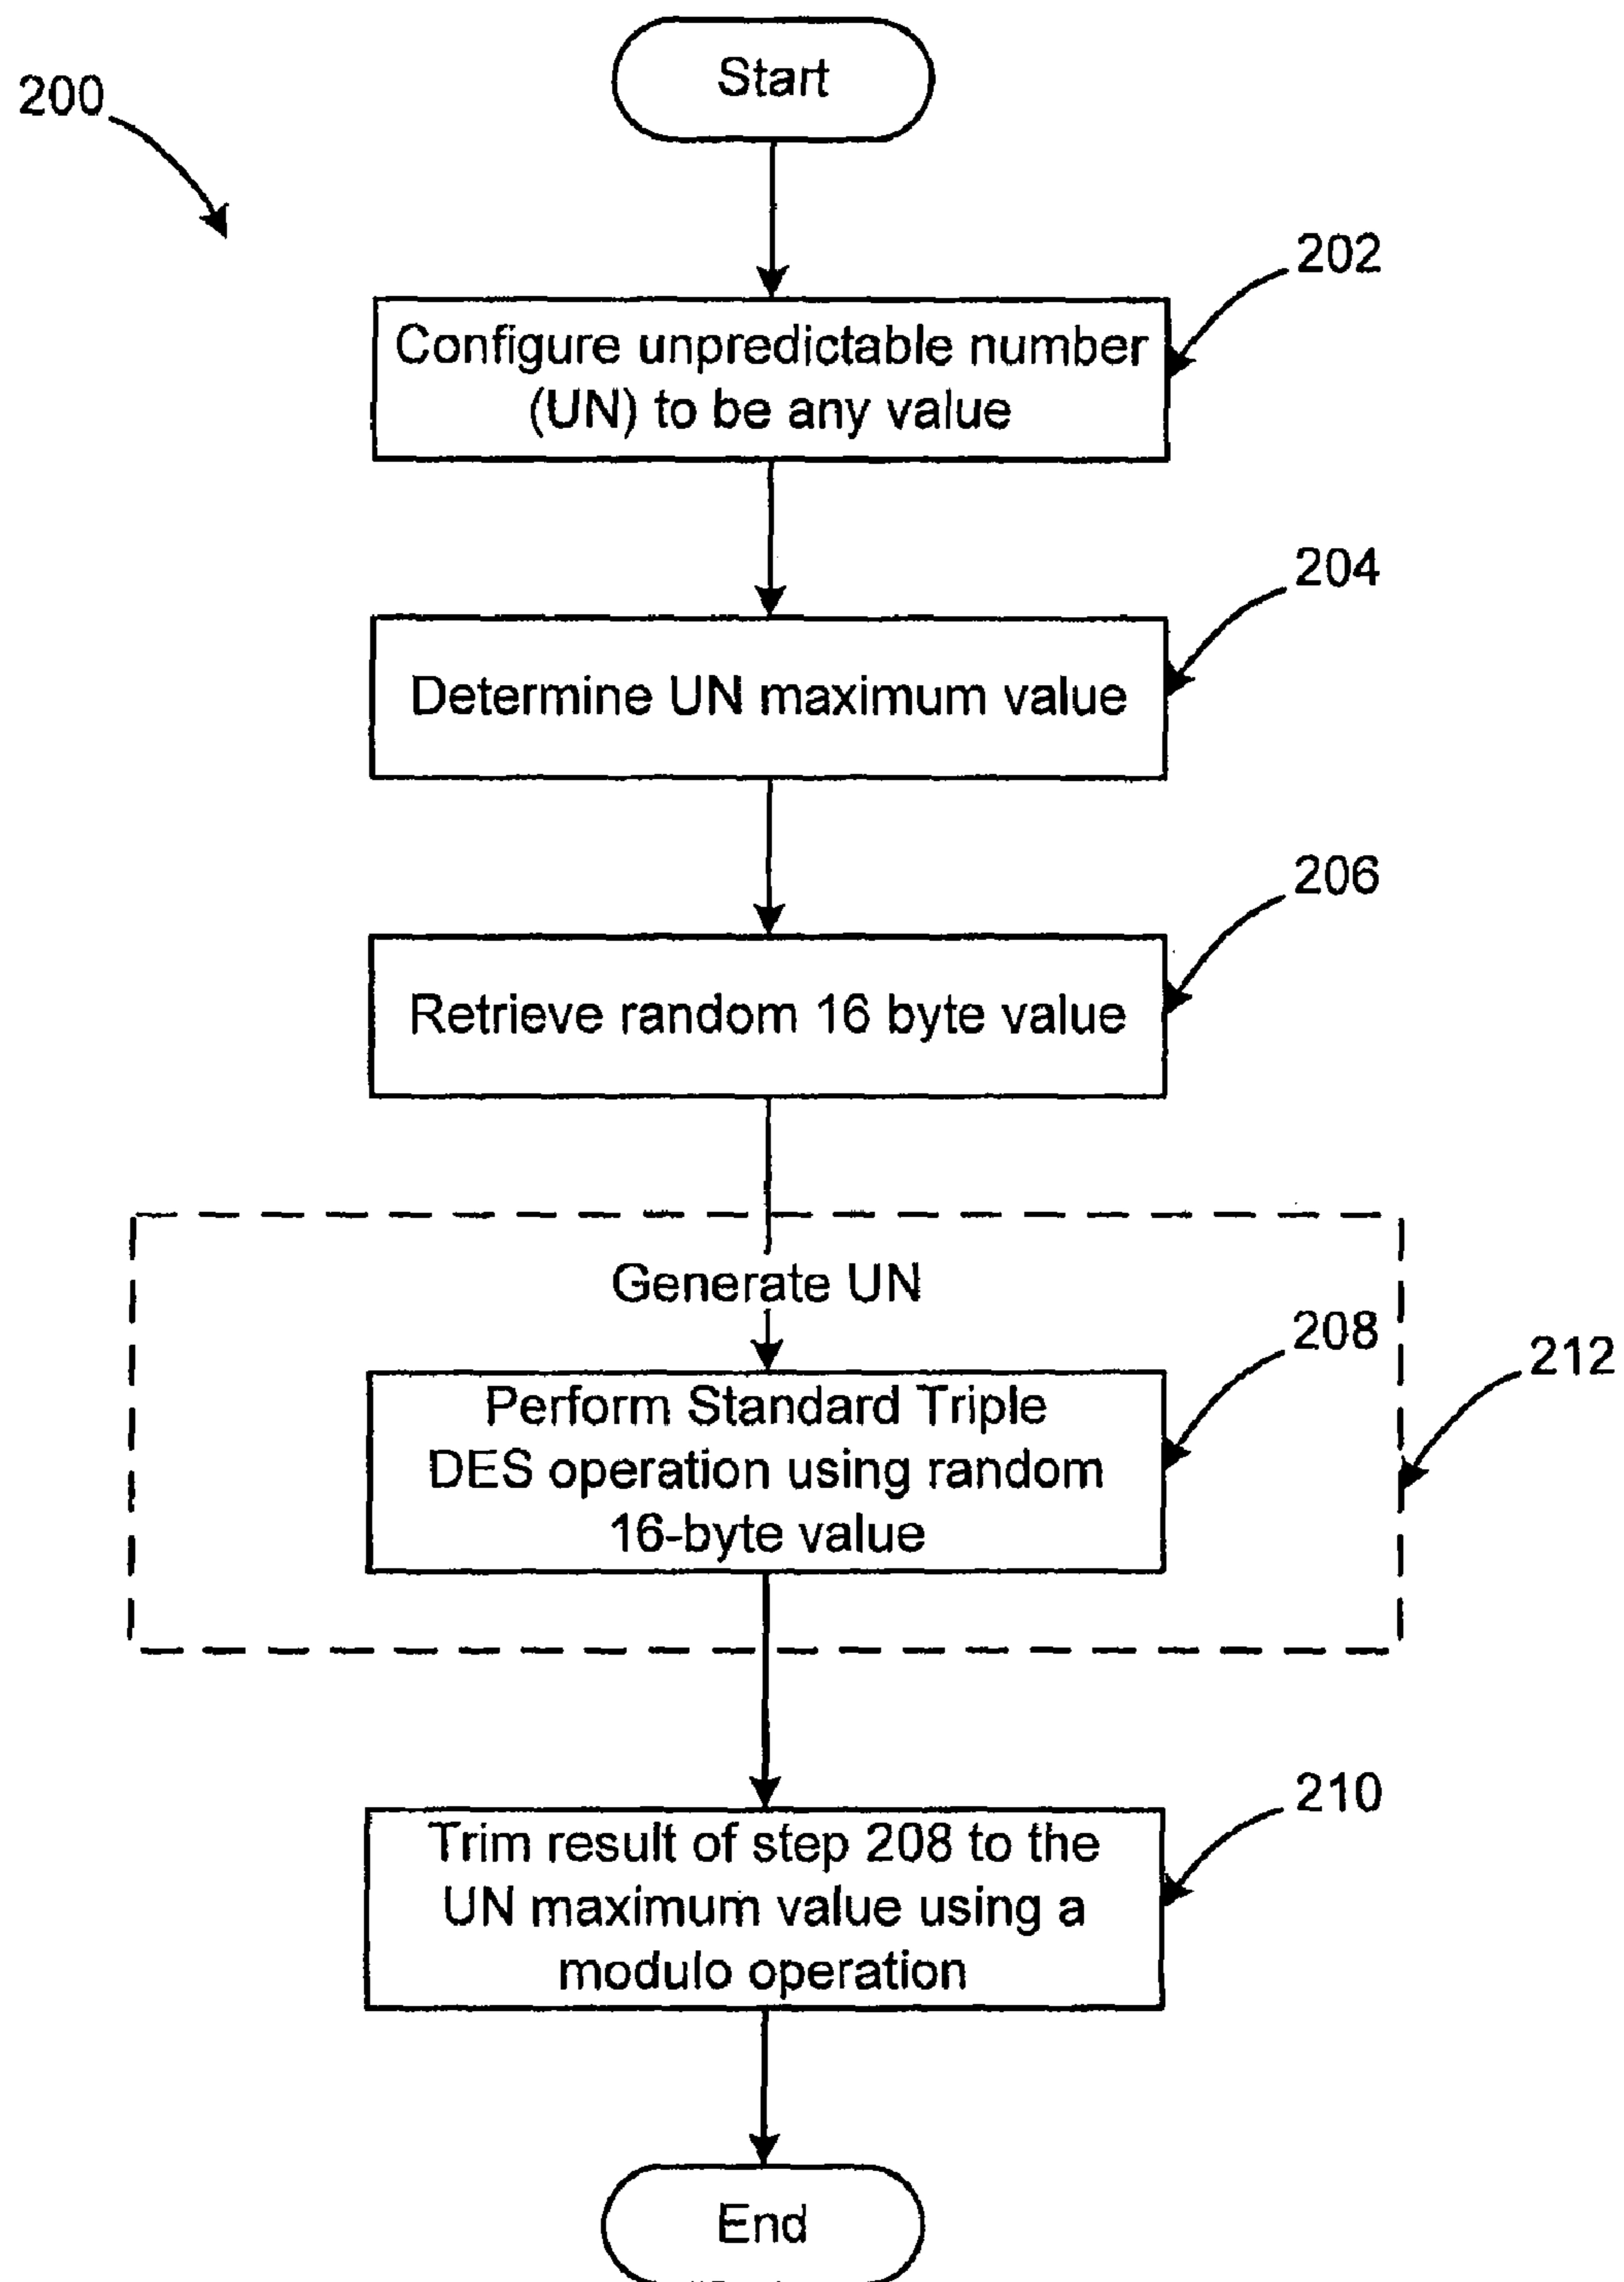 Start
200
202
Configure unpredictable number
(UN) to be any value
204
Determine UN maximum value
206
Retrieve random 16 byte value
Generate UN
208
212
Perform Standard Triple
DES operation using random
16-byte value
210
Trim result of step 208 to the
UN maximum value using a
modulo operation
End